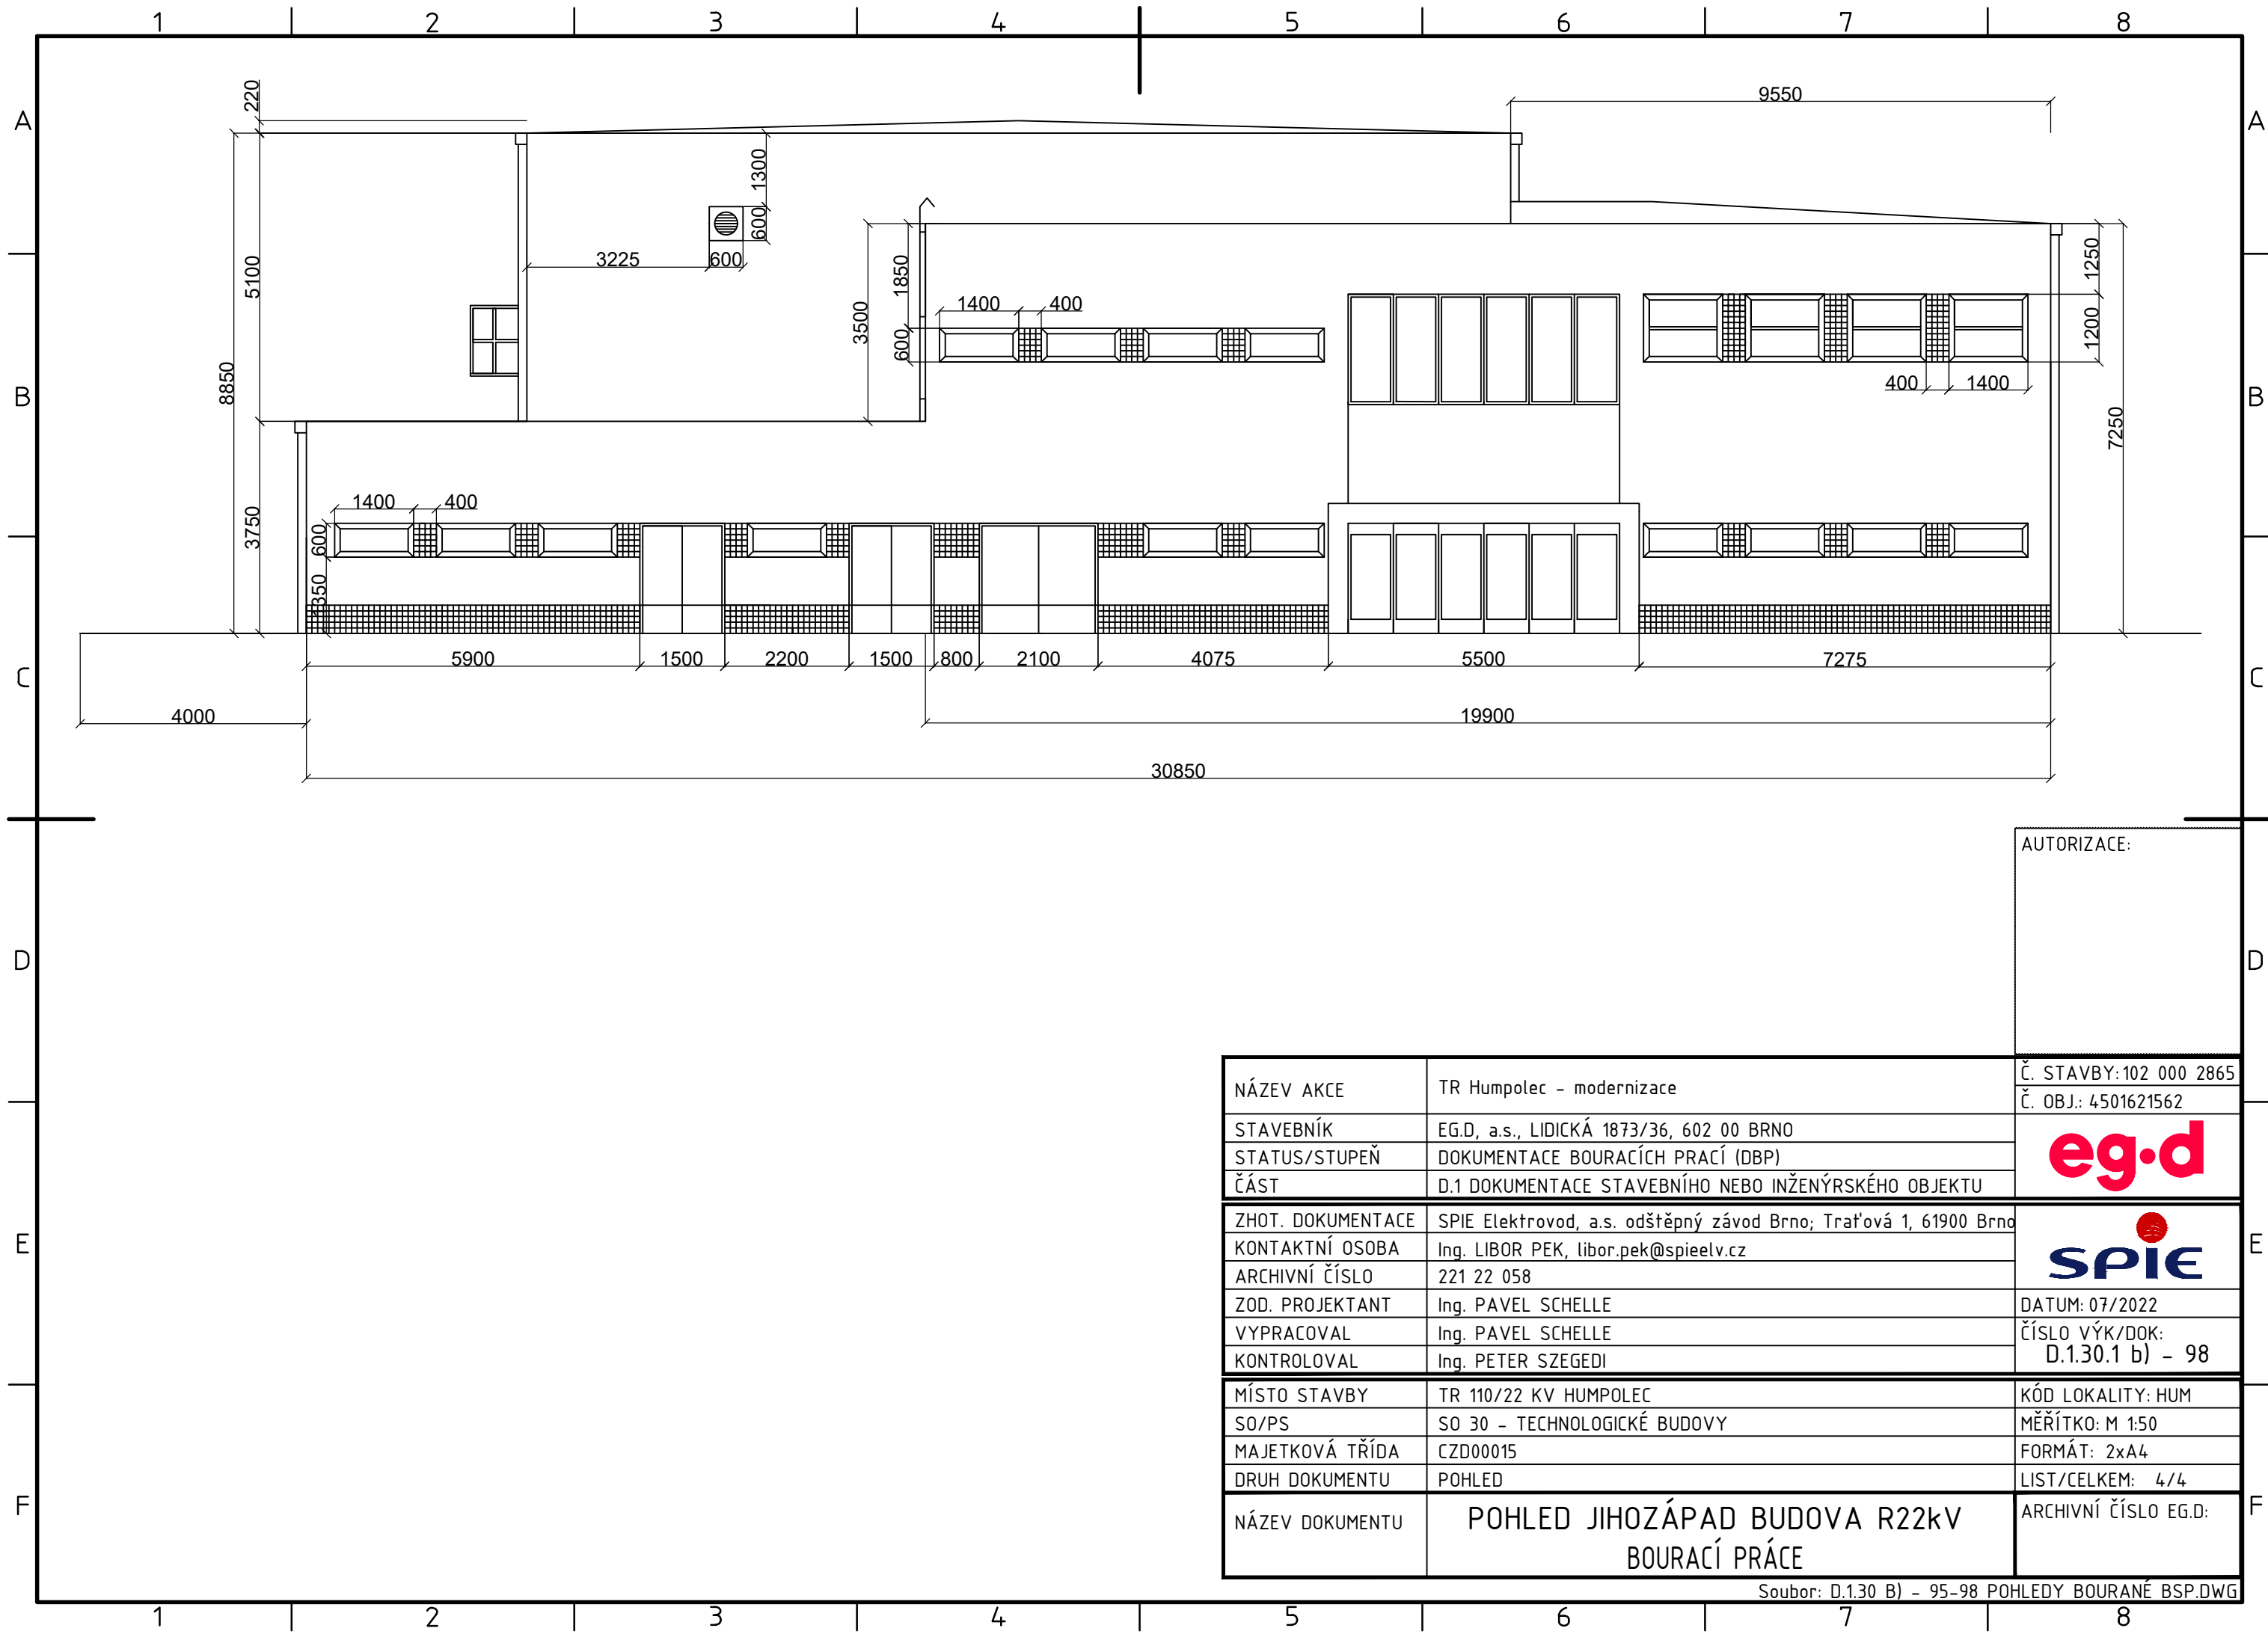 1 2 3 4 5 6 7 8
A
A
220
9550
1300
600
3225
600
5100
1850
1250
3500
1400
400
600
1200
8850
400
1400
B
B
7250
1400
400
3750
600
5900
1500
2200
1500
800
2100
4075
5500
7275
C
C
4000
19900
30850
AUTORIZACE:
D
D
NÁZEV AKCE
TR Humpolec - modernizace
Č. STAVBY: 102 000 2865
Č. OBJ.: 4501621562
STAVEBNÍK
EG.D, a.s., LIDICKÁ 1873/36, 602 00 BRNO
eg·d
STATUS/STUPEŇ
DOKUMENTACE BOURACÍCH PRACÍ (DBP)
ČÁST
D.1 DOKUMENTACE STAVEBNÍHO NEBO INŽENÝRSKÉHO OBJEKTU
ZHOT. DOKUMENTACE
SPIE Elektrovod, a.s. odštěpný závod Brno; Traťová 1, 61900 Brno
E
E
KONTAKTNÍ OSOBA
Ing. LIBOR PEK, libor.pek@spieelv.cz
SPIE
ARCHIVNÍ ČÍSLO
221 22 058
ZOD. PROJEKTANT
Ing. PAVEL SCHELLE
DATUM: 07/2022
VYPRACOVAL
Ing. PAVEL SCHELLE
ČÍSLO VÝK/DOK:
D.1.30.1 b) - 98
KONTROLOVAL
Ing. PETER SZEGEDI
MÍSTO STAVBY
TR 110/22 KV HUMPOLEC
KÓD LOKALITY: HUM
SO/PS
SO 30 - TECHNOLOGICKÉ BUDOVY
MĚŘÍTKO: M 1:50
MAJETKOVÁ TŘÍDA
CZD00015
FORMÁT: 2xA4
DRUH DOKUMENTU
POHLED
LIST/CELKEM: 4/4
F
F
NÁZEV DOKUMENTU
POHLED JIHOZÁPAD BUDOVA R22kV
BOURACÍ PRÁCE
ARCHIVNÍ ČÍSLO EG.D:
Soubor: D.1.30 B) - 95-98 POHLEDY BOURANÉ BSP.DWG
1 2 3 4 5 6 7 8